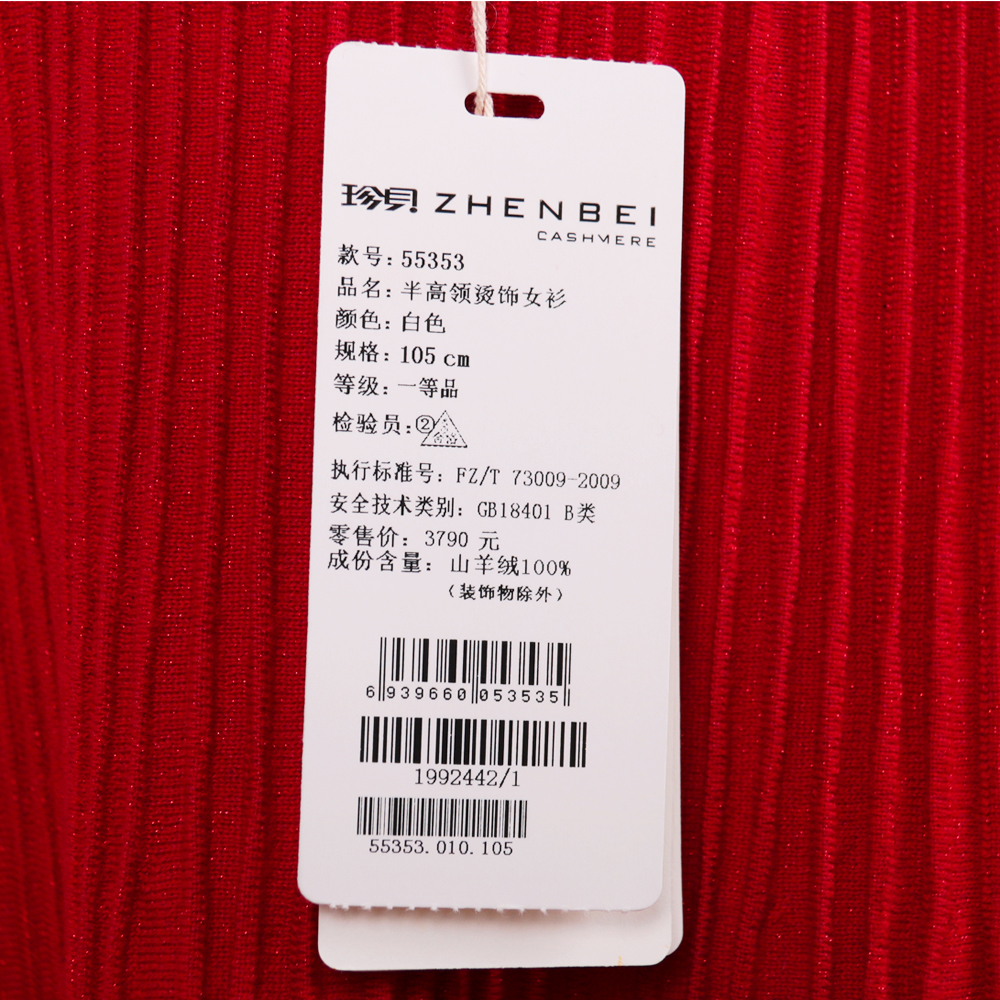 珍贝 ZHENBEI
CASHMERE
款号: 55353
品名: 半高领烫饰女衫
颜色: 白色
规格: 105 cm
等级: 一等品
检验员: ②
执行标准号: FZ/T 73009-2009
安全技术类别: GB18401 B类
零售价: 3790 元
成份含量: 山羊绒100%
(装饰物除外)
6 939660 053535
1992442/1
55353.010.105